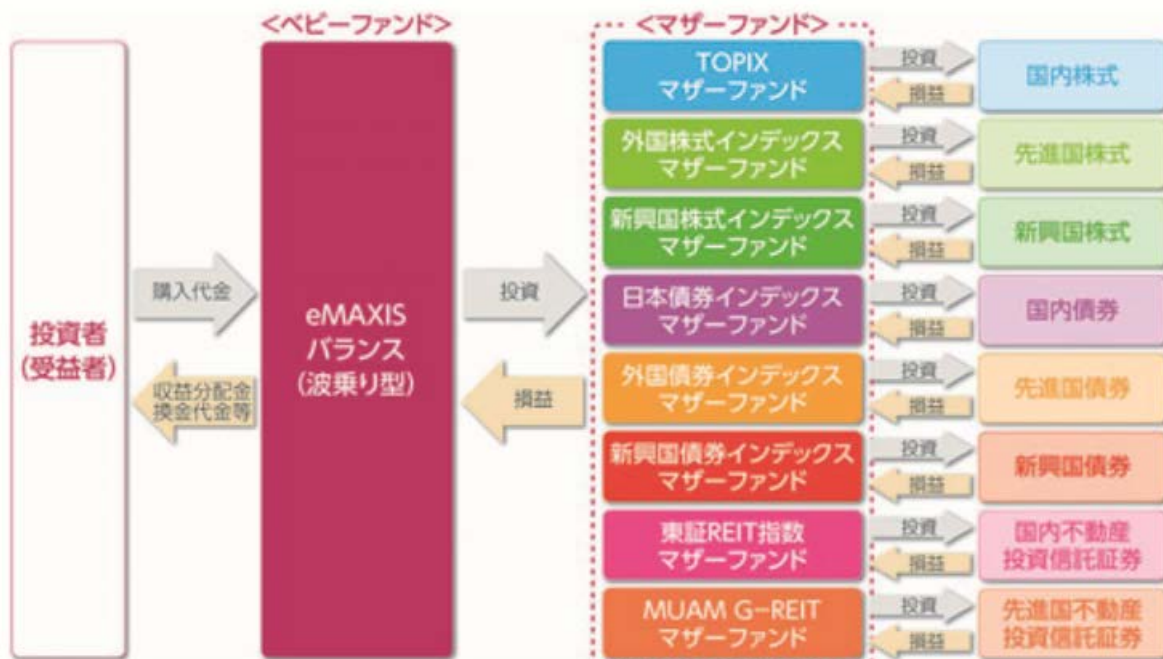 <ベビーファンド>
<マザーファンド>
投資者
(受益者)
購入代金
収益分配金
換金代金等
eMAXIS
バランス
(波乗り型)
投資
損益
TOPIX
マザーファンド
投資
損益
国内株式
外国株式インデックス
マザーファンド
投資
損益
先進国株式
新興国株式インデックス
マザーファンド
投資
損益
新興国株式
日本債券インデックス
マザーファンド
投資
損益
国内債券
外国債券インデックス
マザーファンド
投資
損益
先進国債券
新興国債券インデックス
マザーファンド
投資
損益
新興国債券
東証REIT指数
マザーファンド
投資
損益
国内不動産
投資信託証券
MUAM G-REIT
マザーファンド
投資
損益
先進国不動産
投資信託証券